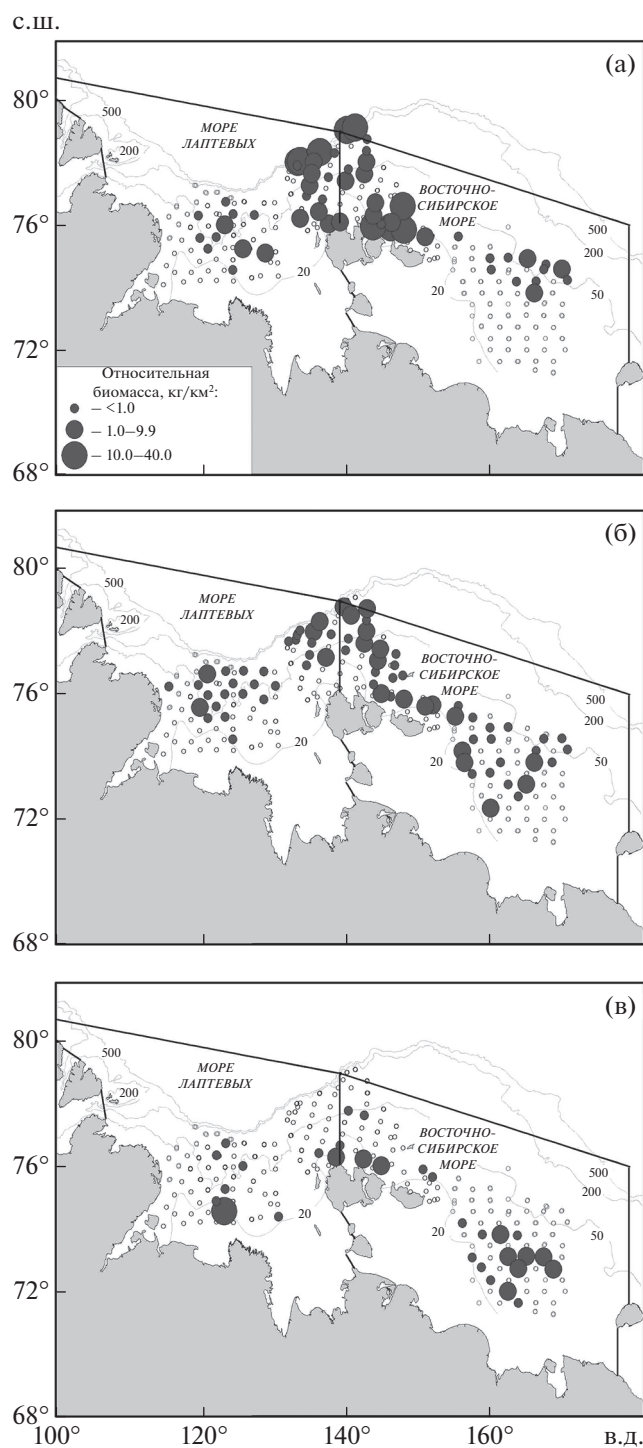 с.ш.
(а)
80°
500
200
МОРЕ
ЛАПТЕВЫХ
ВОСТОЧНО-
СИБИРСКОЕ
МОРЕ
76°
500
200
20
20
50
72°
Относительная
биомасса, кг/км²:
– <1.0
– 1.0–9.9
– 10.0–40.0
68°
(б)
80°
500
200
МОРЕ
ЛАПТЕВЫХ
ВОСТОЧНО-
СИБИРСКОЕ
МОРЕ
76°
500
200
20
20
50
72°
68°
(в)
80°
500
200
МОРЕ
ЛАПТЕВЫХ
ВОСТОЧНО-
СИБИРСКОЕ
МОРЕ
76°
500
200
20
20
50
72°
68°
100° 120° 140° 160° в.д.